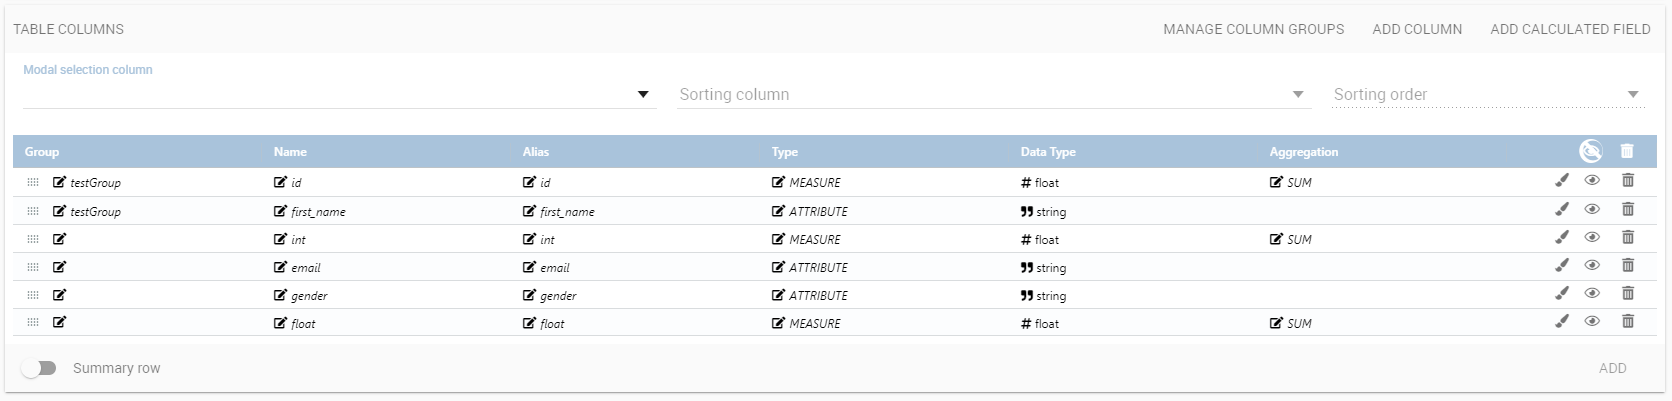 TABLE COLUMNS MANAGE COLUMN GROUPS ADD COLUMN ADD CALCULATED FIELD
Modal selection column
Sorting column Sorting order
Group Name Alias Type Data Type Aggregation
testGroup id id MEASURE # float SUM
testGroup first_name first_name ATTRIBUTE string
int int MEASURE # float SUM
email email ATTRIBUTE string
gender gender ATTRIBUTE string
float float MEASURE # float SUM
Summary row ADD